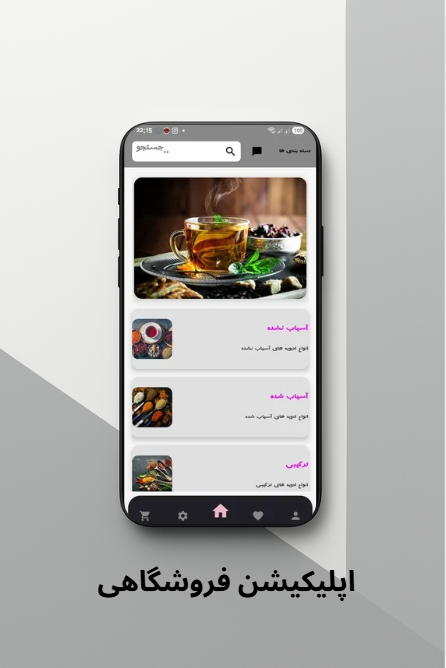 22:15
100
جستجو..
دسته بندی ها
آسیاب نشده
انواع ادویه های آسیاب نشده
آسیاب شده
انواع ادویه های آسیاب شده
ترکیبی
انواع ادویه های ترکیبی
اپلیکیشن فروشگاهی